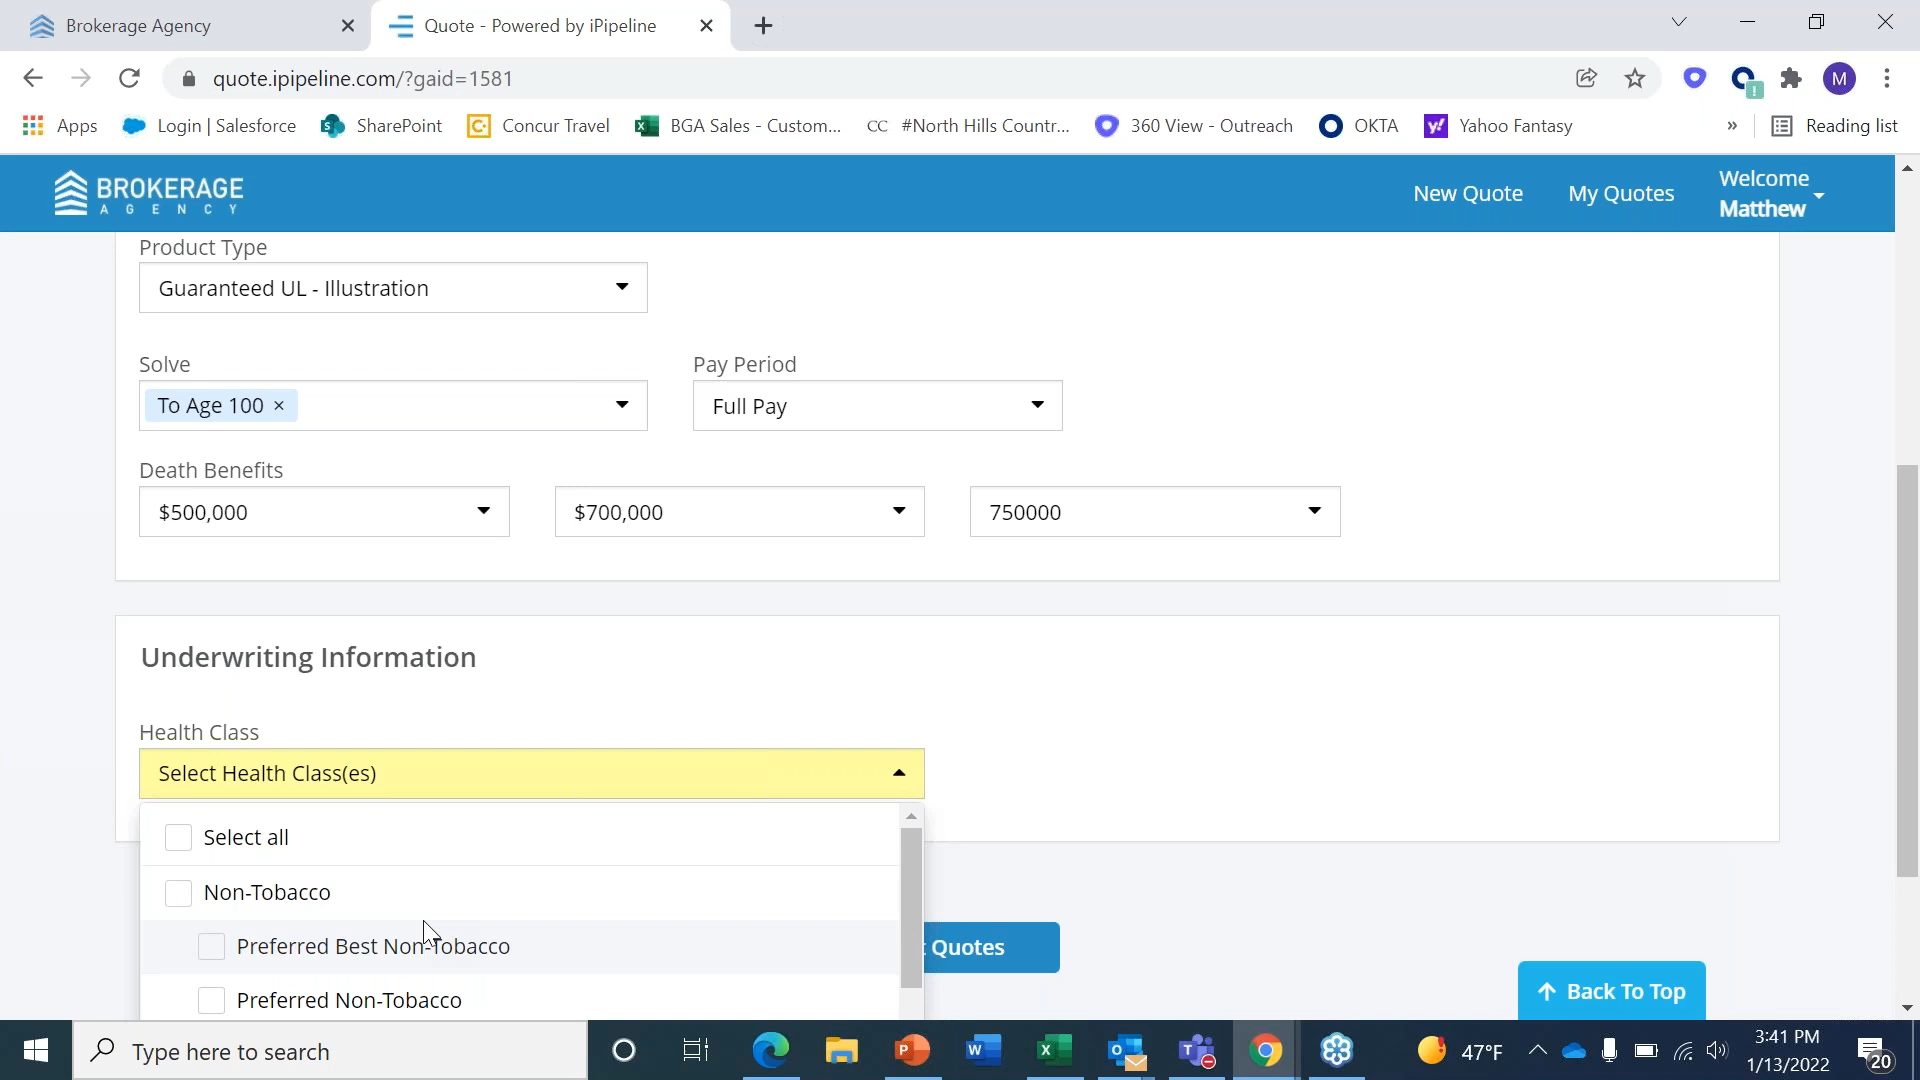 Brokerage Agency
Quote - Powered by iPipeline
quote.ipipeline.com/?gaid=1581
M
Apps
Login | Salesforce
SharePoint
Concur Travel
BGA Sales - Custom...
CC #North Hills Countr...
360 View - Outreach
OKTA
Yahoo Fantasy
»
Reading list
BROKERAGE
AGENCY
New Quote
My Quotes
Welcome
Matthew
Product Type
Guaranteed UL - Illustration
Solve
Pay Period
To Age 100 ×
Full Pay
Death Benefits
$500,000
$700,000
750000
Underwriting Information
Health Class
Select Health Class(es)
Select all
Non-Tobacco
Preferred Best Non-Tobacco
Quotes
Preferred Non-Tobacco
Back To Top
Type here to search
47°F
3:41 PM
1/13/2022
20